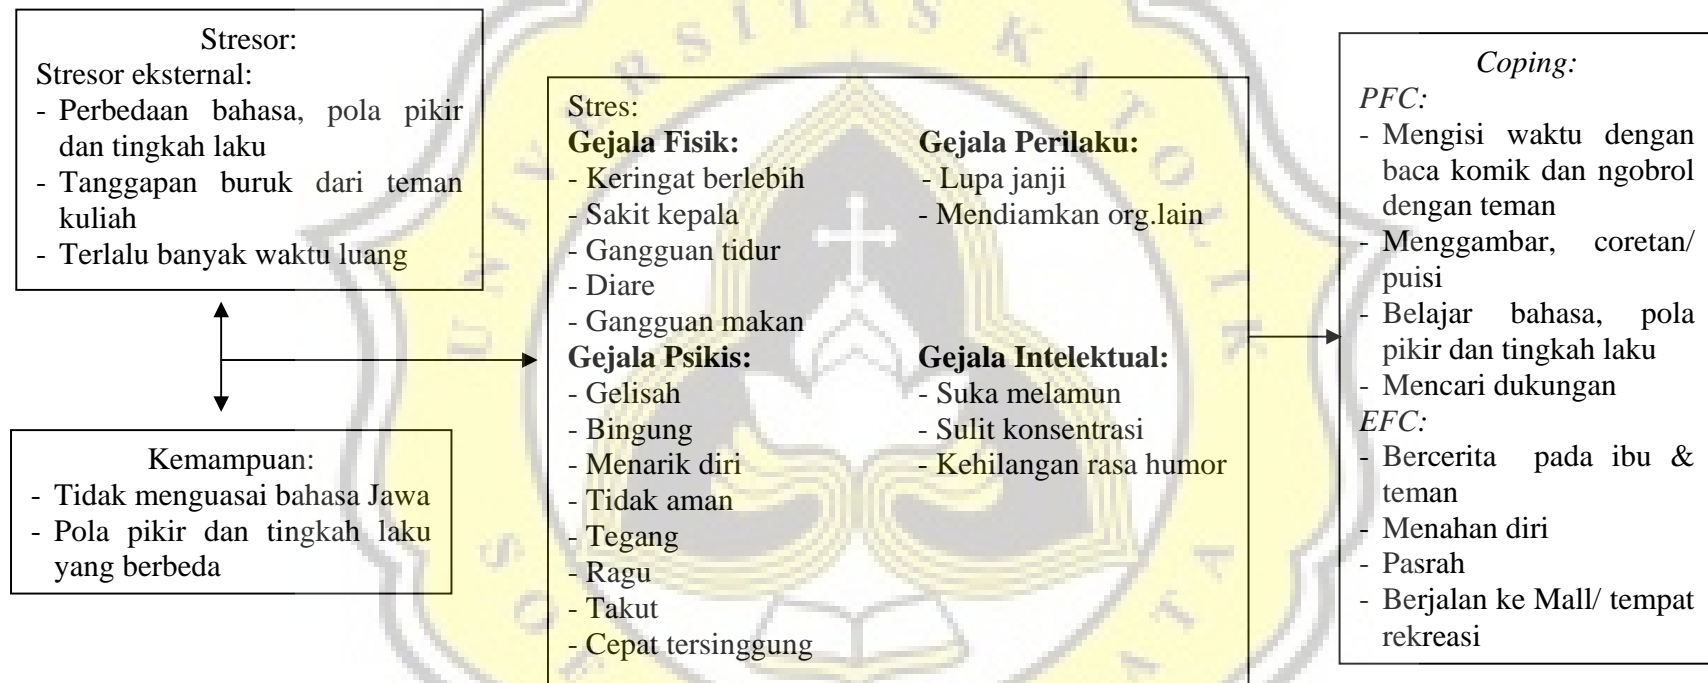 Stresor:
Stresor eksternal:
- Perbedaan bahasa, pola pikir
dan tingkah laku
- Tanggapan buruk dari teman
kuliah
- Terlalu banyak waktu luang
Kemampuan:
- Tidak menguasai bahasa Jawa
- Pola pikir dan tingkah laku
yang berbeda
Stres:
Gejala Fisik:
- Keringat berlebih
- Sakit kepala
- Gangguan tidur
- Diare
- Gangguan makan
Gejala Psikis:
- Gelisah
- Bingung
- Menarik diri
- Tidak aman
- Tegang
- Ragu
- Takut
- Cepat tersinggung
Gejala Perilaku:
- Lupa janji
- Mendiamkan org.lain
Gejala Intelektual:
- Suka melamun
- Sulit konsentrasi
- Kehilangan rasa humor
Coping:
PFC:
- Mengisi waktu dengan
baca komik dan ngobrol
dengan teman
- Menggambar, coretan/
puisi
- Belajar bahasa, pola
pikir dan tingkah laku
- Mencari dukungan
EFC:
- Bercerita pada ibu &
teman
- Menahan diri
- Pasrah
- Berjalan ke Mall/ tempat
rekreasi
UNIVERSITAS KATOLIK